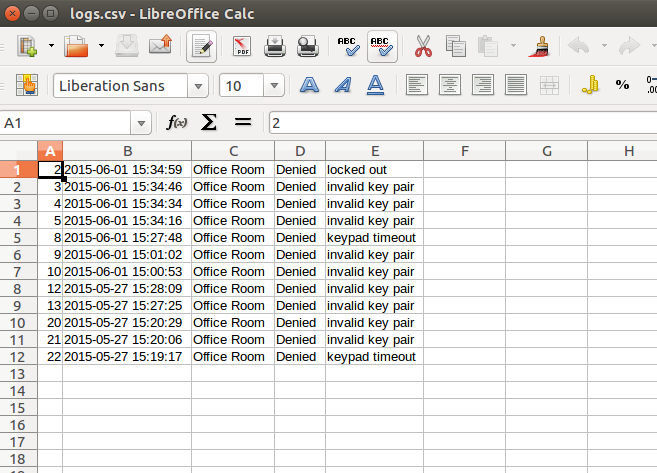 logs.csv - LibreOffice Calc
PDF ABC ABC
Liberation Sans 10 A A A %
A1 f(x) Σ = 2
A B C D E F G H
1 2 2015-06-01 15:34:59 Office Room Denied locked out
2 3 2015-06-01 15:34:46 Office Room Denied invalid key pair
3 4 2015-06-01 15:34:34 Office Room Denied invalid key pair
4 5 2015-06-01 15:34:16 Office Room Denied invalid key pair
5 8 2015-06-01 15:27:48 Office Room Denied keypad timeout
6 9 2015-06-01 15:01:02 Office Room Denied invalid key pair
7 10 2015-06-01 15:00:53 Office Room Denied invalid key pair
8 12 2015-05-27 15:28:09 Office Room Denied invalid key pair
9 13 2015-05-27 15:27:25 Office Room Denied invalid key pair
10 20 2015-05-27 15:20:29 Office Room Denied invalid key pair
11 21 2015-05-27 15:20:06 Office Room Denied invalid key pair
12 22 2015-05-27 15:19:17 Office Room Denied keypad timeout
13
14
15
16
17
18